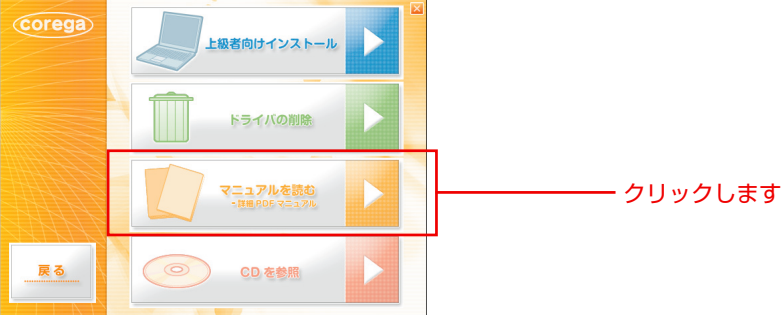 corega
上級者向けインストール
ドライバの削除
マニュアルを読む
・詳細PDFマニュアル
クリックします
戻る
CDを参照